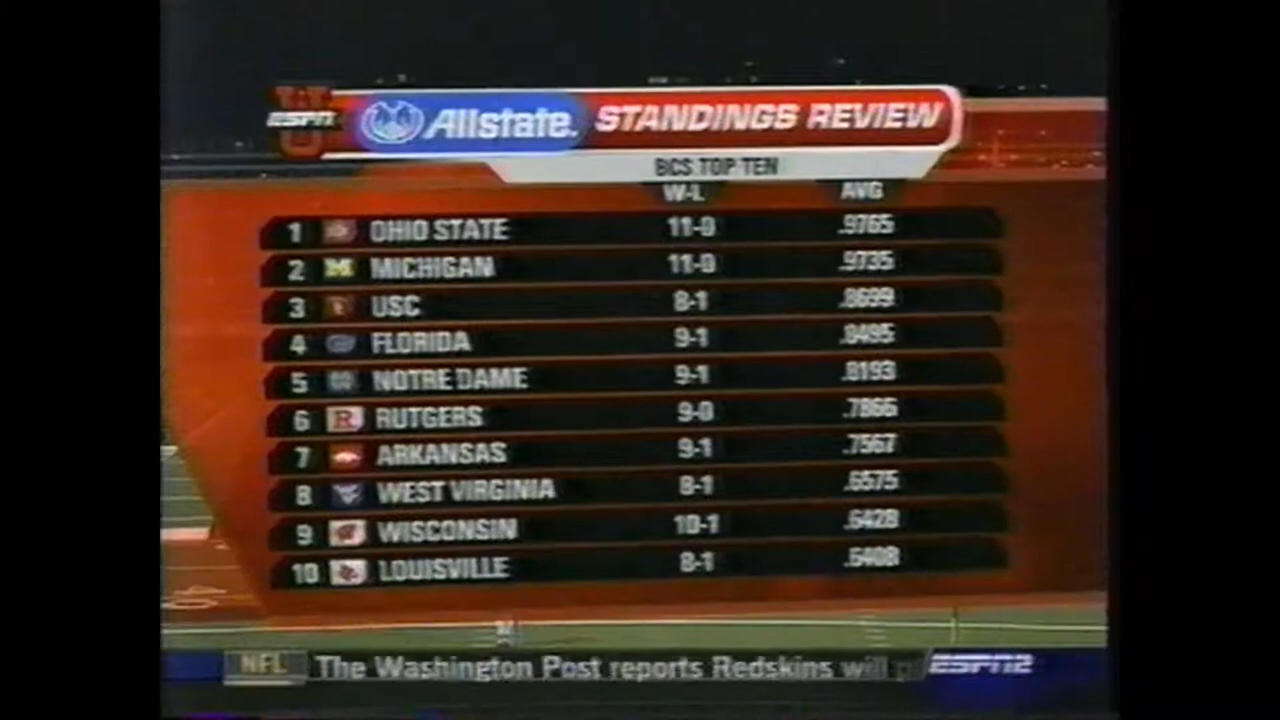 ESPN
Allstate. STANDINGS REVIEW
BCS TOP TEN
W-L AVG
1 OHIO STATE 11-0 .9765
2 M MICHIGAN 11-0 .9735
3 USC 8-1 .8699
4 FLORIDA 9-1 .8495
5 NOTRE DAME 9-1 .8193
6 R RUTGERS 9-0 .7866
7 ARKANSAS 9-1 .7567
8 WV WEST VIRGINIA 8-1 .6575
9 W WISCONSIN 10-1 .6428
10 LOUISVILLE 8-1 .6408
NFL The Washington Post reports Redskins will ESPN2